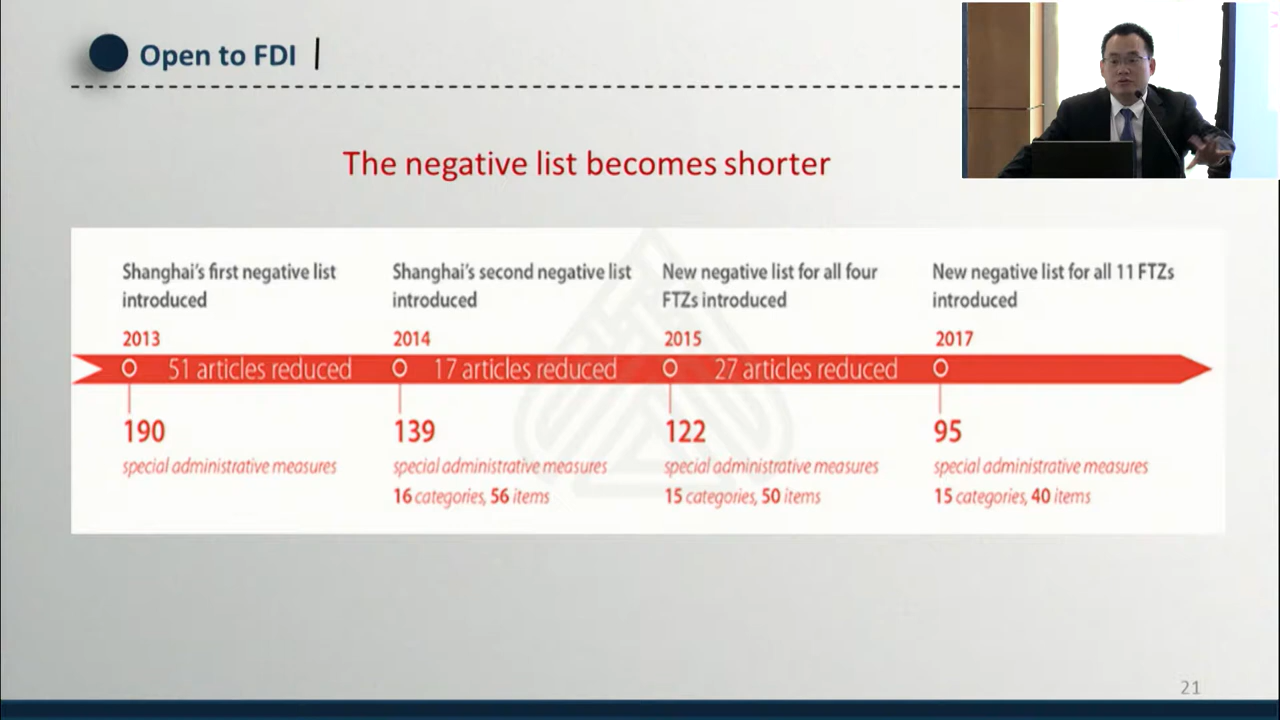 Open to FDI
The negative list becomes shorter
Shanghai's first negative list
introduced
2013
51 articles reduced
190
special administrative measures
Shanghai's second negative list
introduced
2014
17 articles reduced
139
special administrative measures
16 categories, 56 items
New negative list for all four
FTZs introduced
2015
27 articles reduced
122
special administrative measures
15 categories, 50 items
New negative list for all 11 FTZs
introduced
2017
95
special administrative measures
15 categories, 40 items
21